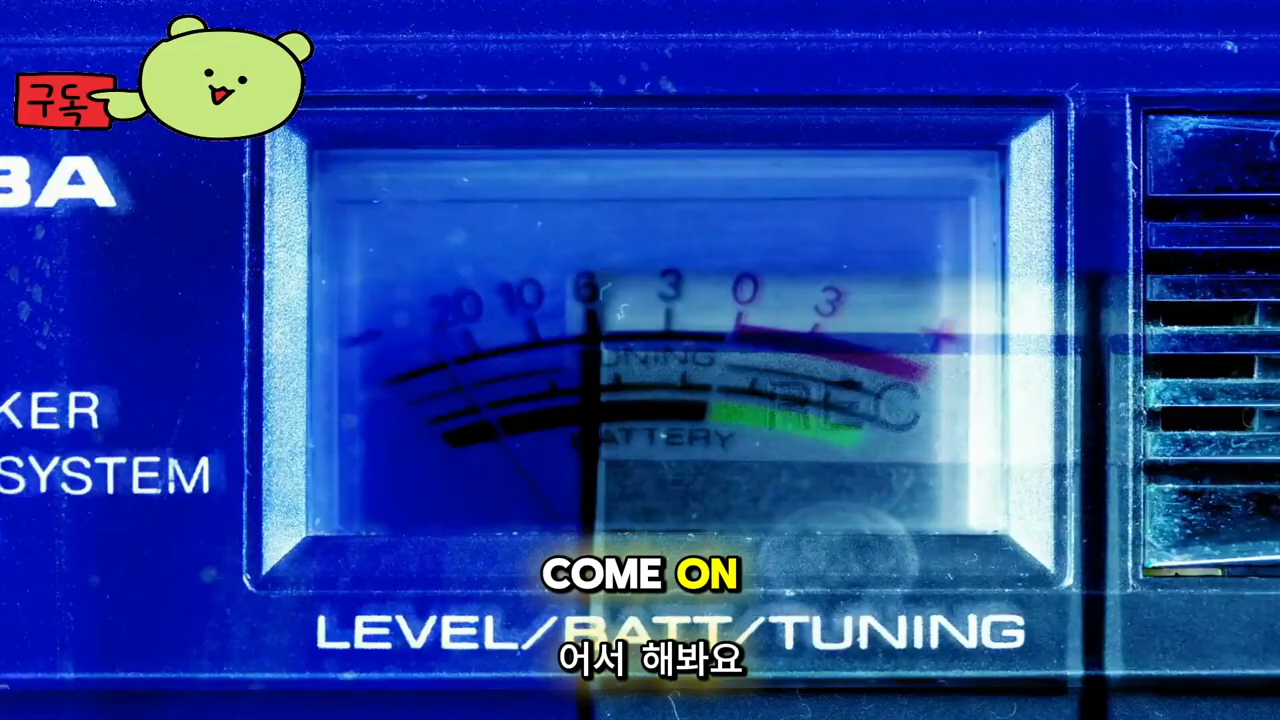 구독
BA
20 10 6 3 0 3 +
TUNING
REC
BATTERY
KER
SYSTEM
COME ON
LEVEL/BATT/TUNING
어서 해봐요